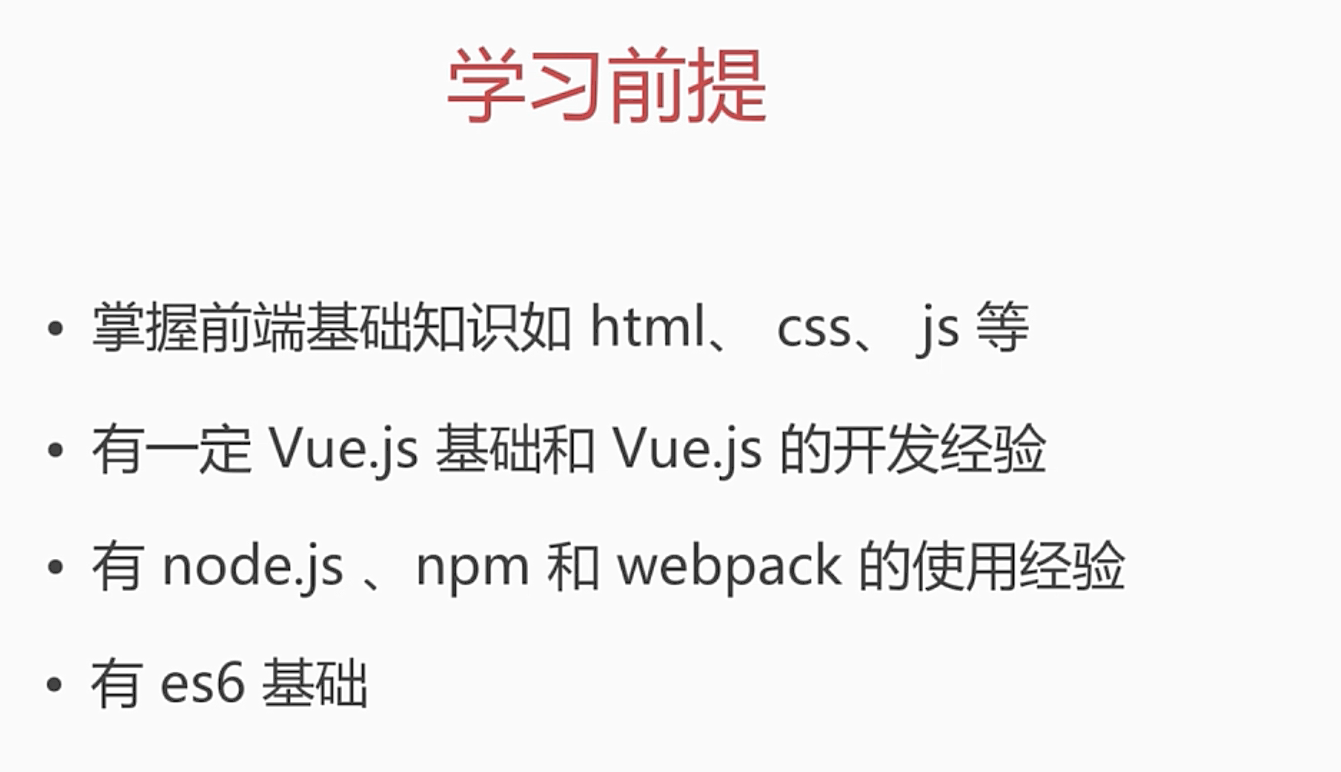 学习前提
• 掌握前端基础知识如 html、 css、 js 等
• 有一定 Vue.js 基础和 Vue.js 的开发经验
• 有 node.js 、npm 和 webpack 的使用经验
• 有 es6 基础